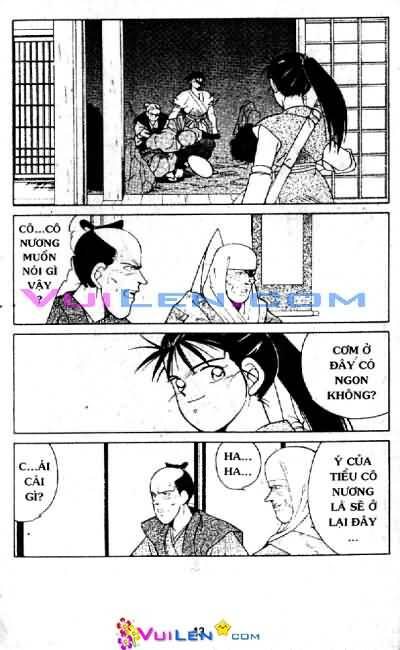 CÔ...CÔ
NƯƠNG
MUỐN
NÓI GÌ
VẬY
?
VuiLen.com
CƠM Ở
ĐÂY CÓ
NGON
KHÔNG?
Ý CỦA
TIỂU CÔ
NƯƠNG
LÀ SẼ Ở
LẠI ĐÂY
...
HA...
HA...
C...ÁI
CÁI
GÌ?
13
VuiLen.com